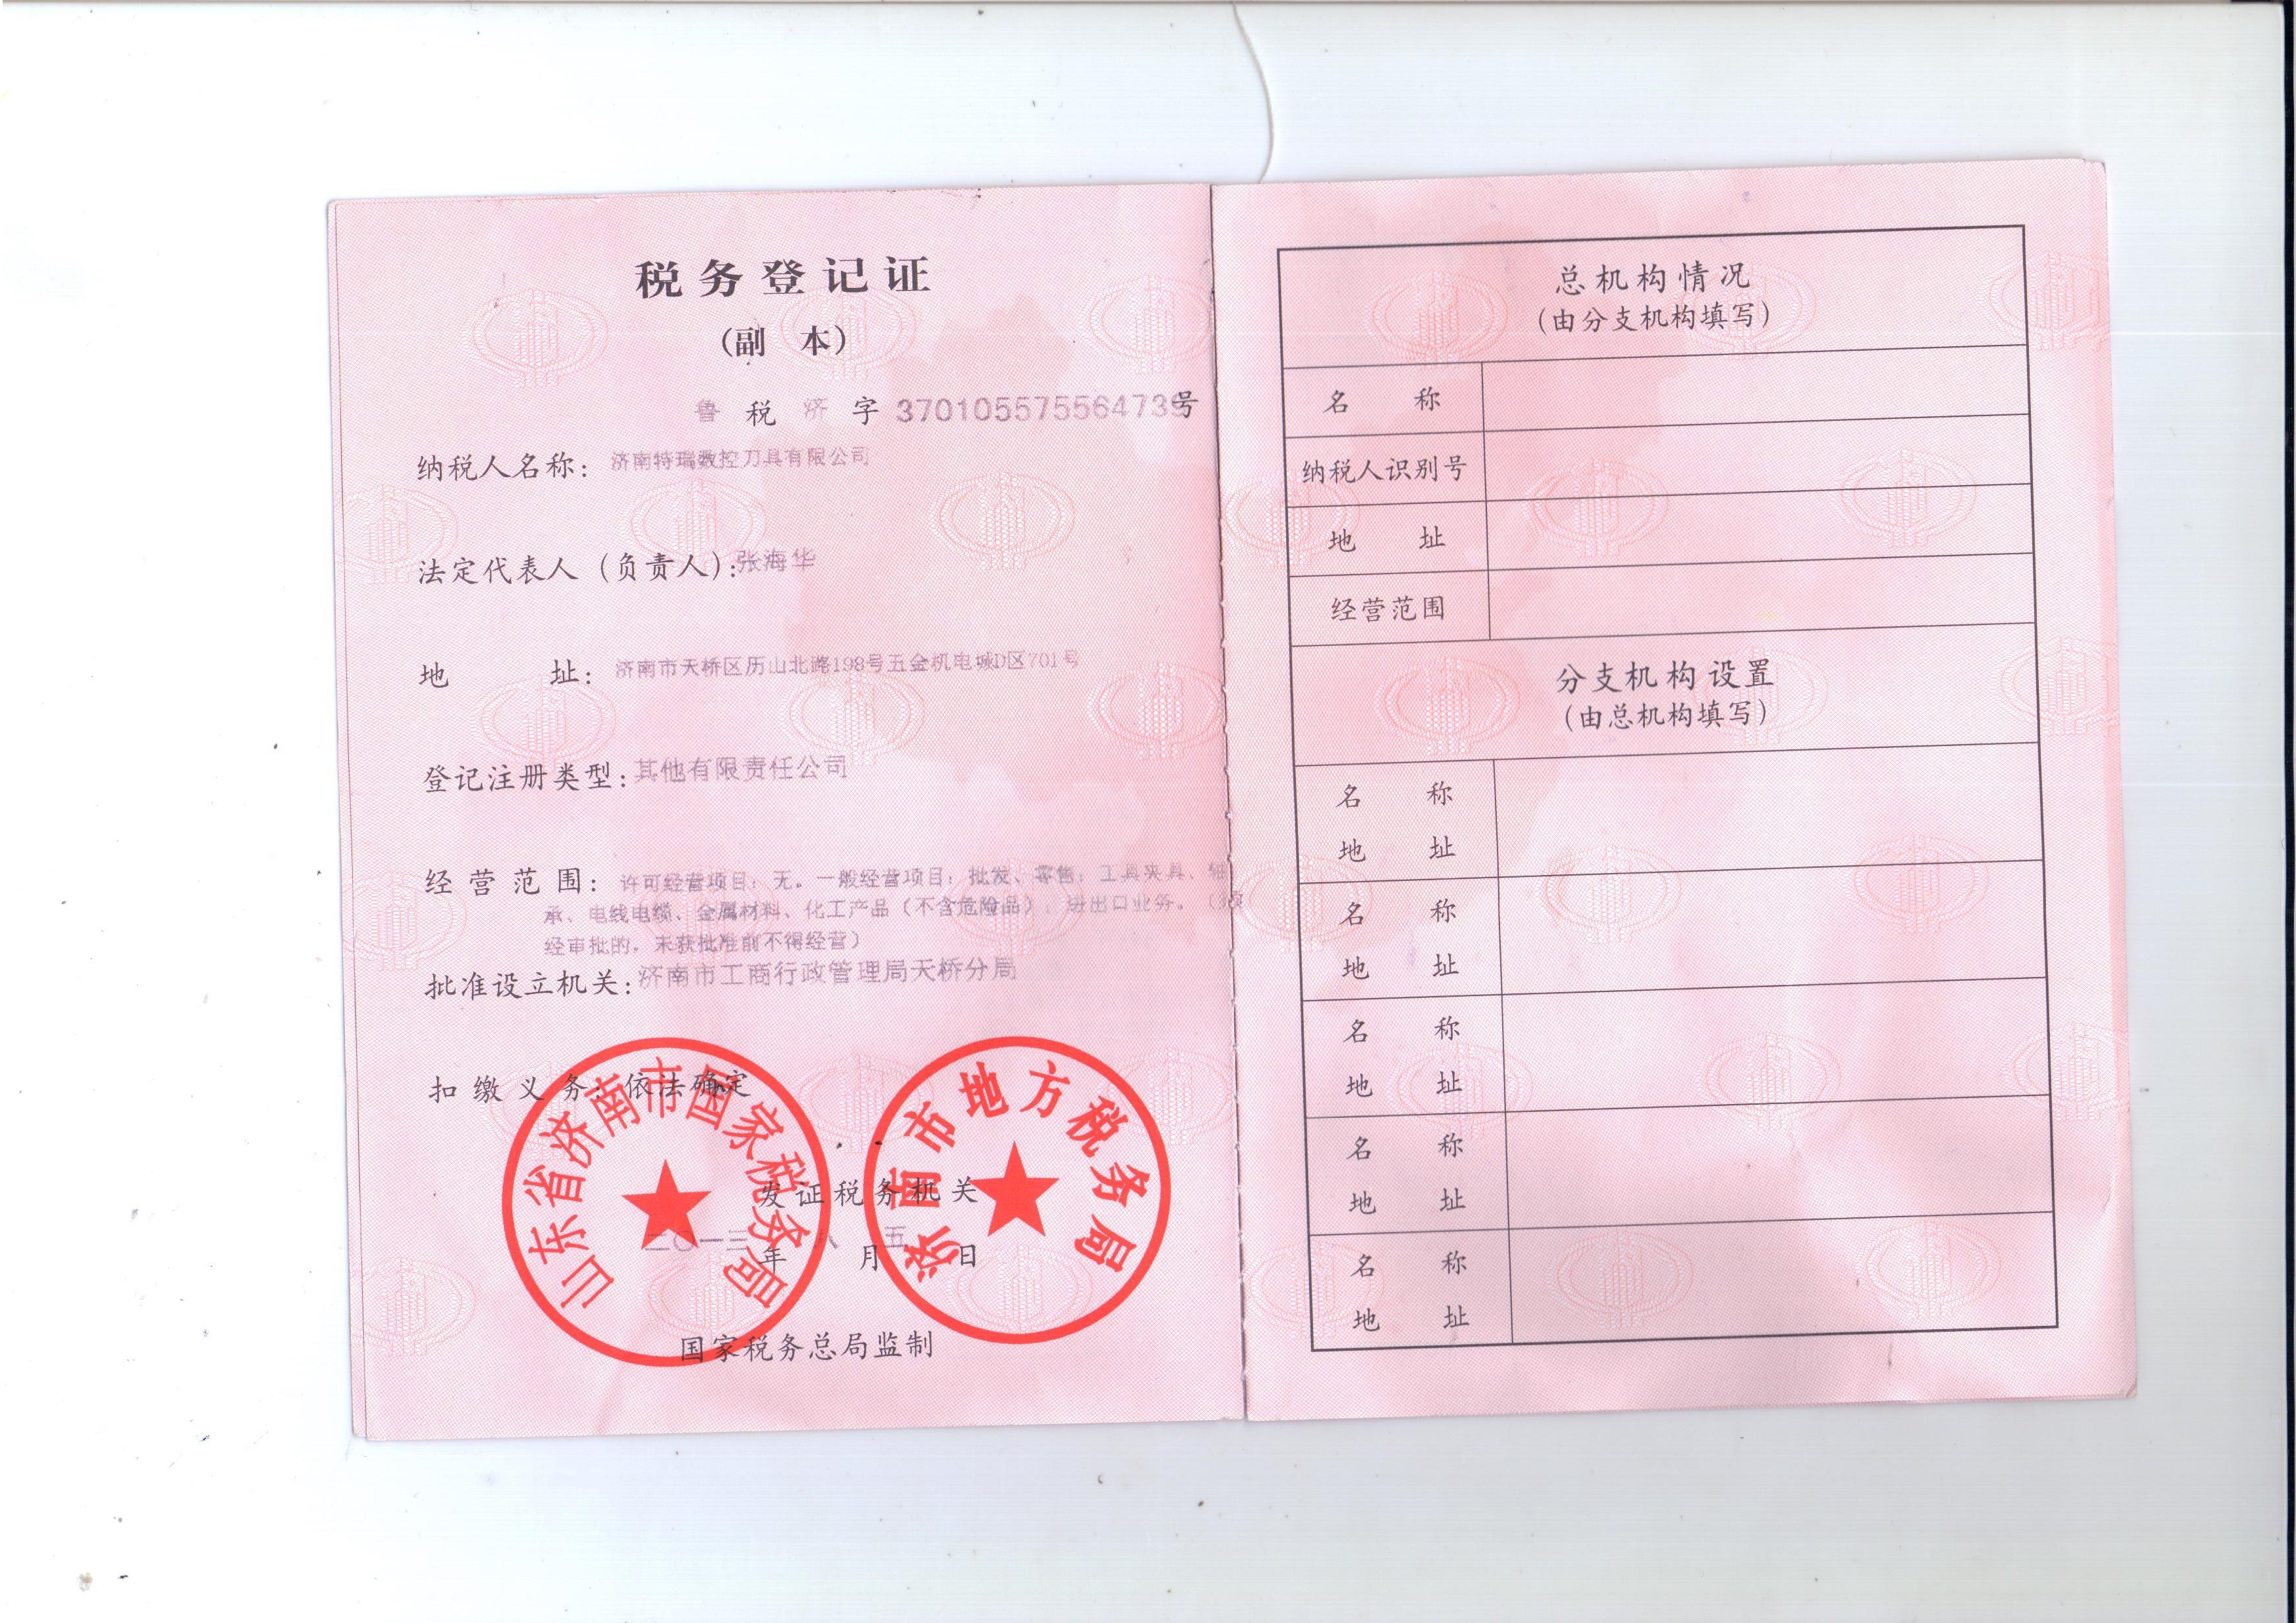 税务登记证
(副 本)
鲁 税 济 字 370105575564739号
纳税人名称: 济南特瑞数控刀具有限公司
法定代表人 (负责人): 张海华
地 址: 济南市天桥区历山北路198号五金机电城D区701号
登记注册类型: 其他有限责任公司
经 营 范 围: 许可经营项目: 无。一般经营项目: 批发、零售: 工具夹具、轴
承、电线电缆、金属材料、化工产品 (不含危险品) , 进出口业务。(须
经审批的, 未获批准前不得经营)
批准设立机关: 济南市工商行政管理局天桥分局
扣 缴 义 务: 依法确定
山东省济南市国家税务局
济南市地方税务局
发证税务机关
二〇一三 年 八 月 五 日
国家税务总局监制
总机构情况
(由分支机构填写)
名 称
纳税人识别号
地 址
经营范围
分支机构设置
(由总机构填写)
名 称
地 址
名 称
地 址
名 称
地 址
名 称
地 址
名 称
地 址